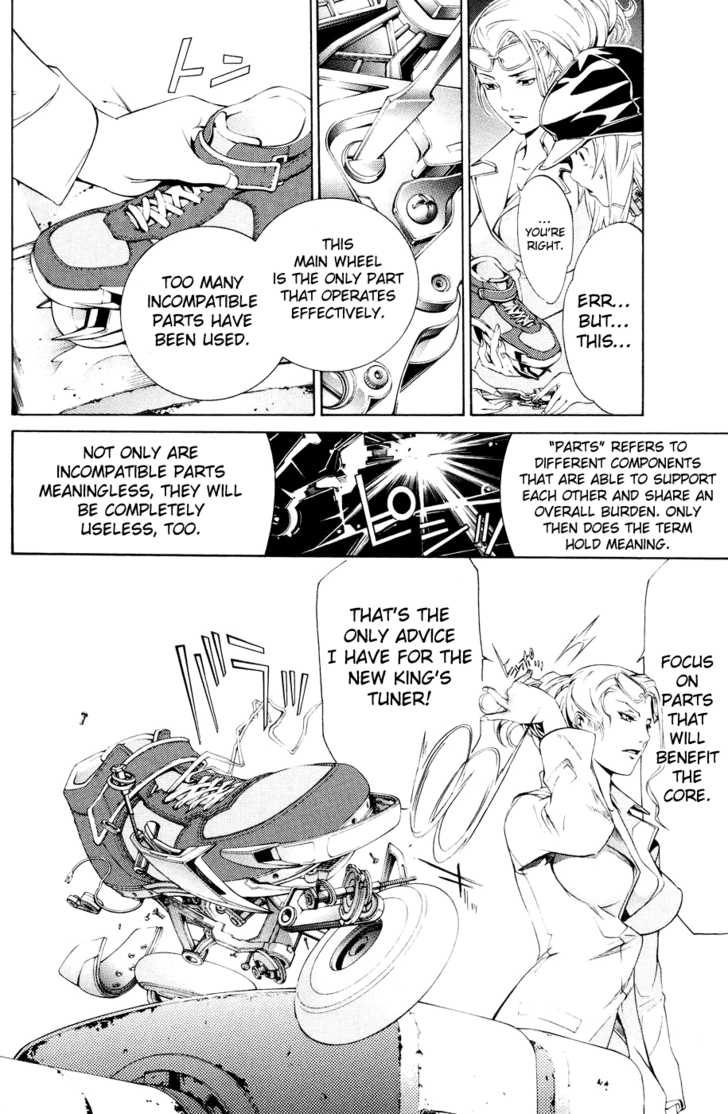 ERR...
BUT...
THIS...
...
YOU'RE
RIGHT.
THIS
MAIN WHEEL
IS THE ONLY PART
THAT OPERATES
EFFECTIVELY.
TOO MANY
INCOMPATIBLE
PARTS HAVE
BEEN USED.
トン
"PARTS" REFERS TO
DIFFERENT COMPONENTS
THAT ARE ABLE TO SUPPORT
EACH OTHER AND SHARE AN
OVERALL BURDEN. ONLY
THEN DOES THE TERM
HOLD MEANING.
NOT ONLY ARE
INCOMPATIBLE PARTS
MEANINGLESS, THEY WILL
BE COMPLETELY
USELESS, TOO.
FOCUS
ON
PARTS
THAT
WILL
BENEFIT
THE
CORE.
THAT'S THE
ONLY ADVICE
I HAVE FOR THE
NEW KING'S
TUNER!